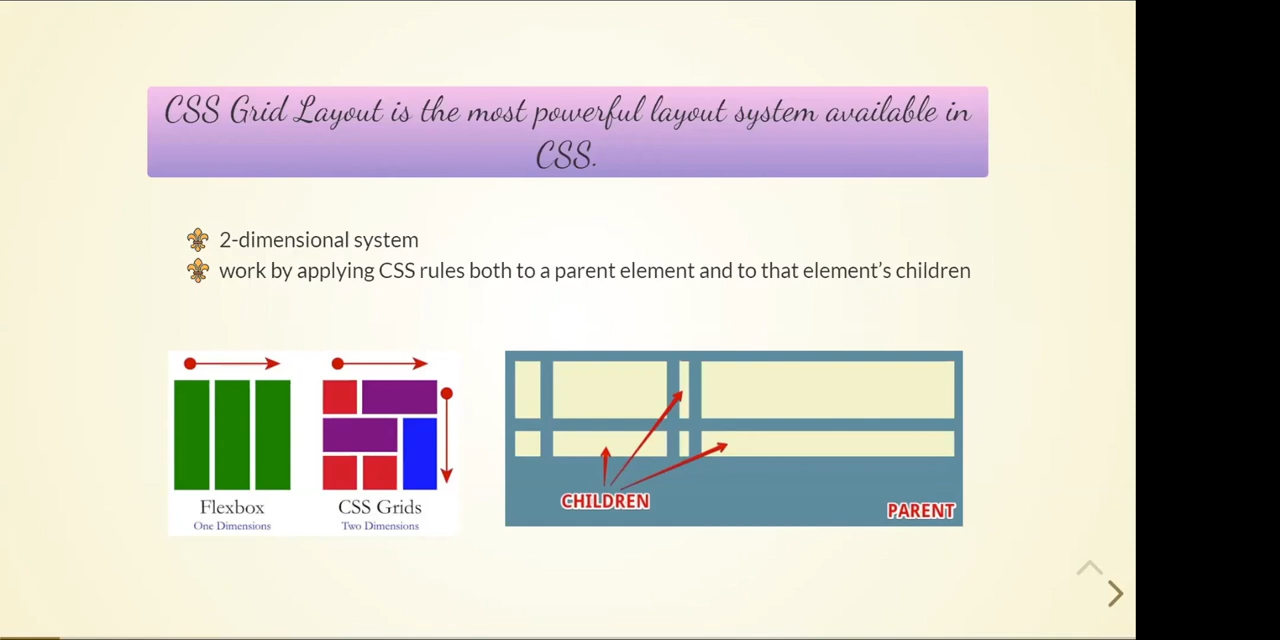 CSS Grid Layout is the most powerful layout system available in
CSS.
2-dimensional system
work by applying CSS rules both to a parent element and to that element’s children
Flexbox
One Dimensions
CSS Grids
Two Dimensions
CHILDREN
PARENT